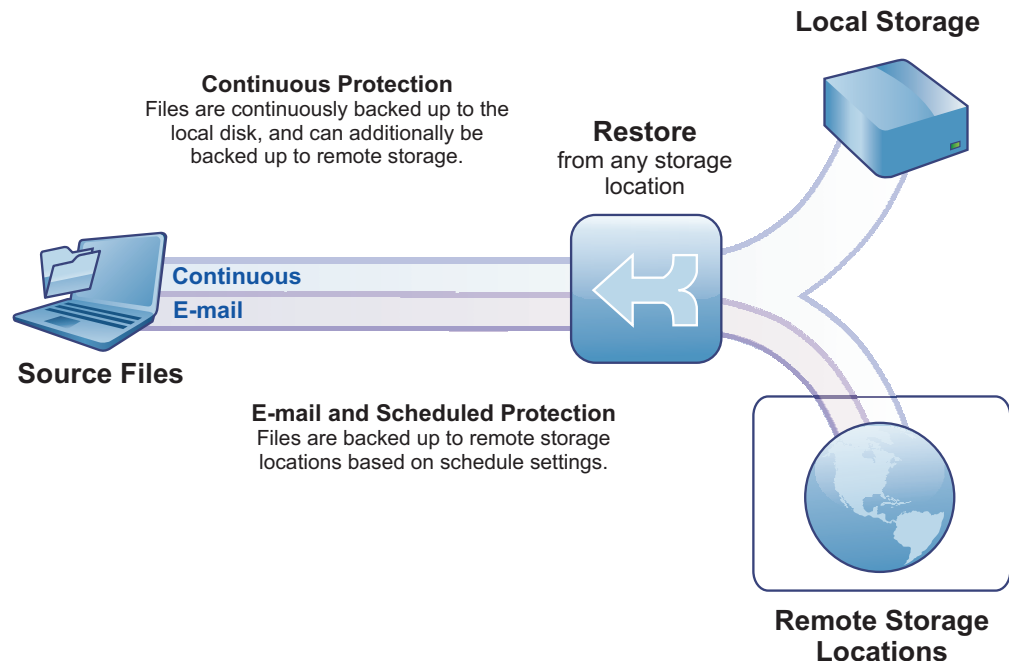 Local Storage
Continuous Protection
Files are continuously backed up to the
local disk, and can additionally be
backed up to remote storage.
Restore
from any storage
location
Continuous
E-mail
Source Files
E-mail and Scheduled Protection
Files are backed up to remote storage
locations based on schedule settings.
Remote Storage
Locations